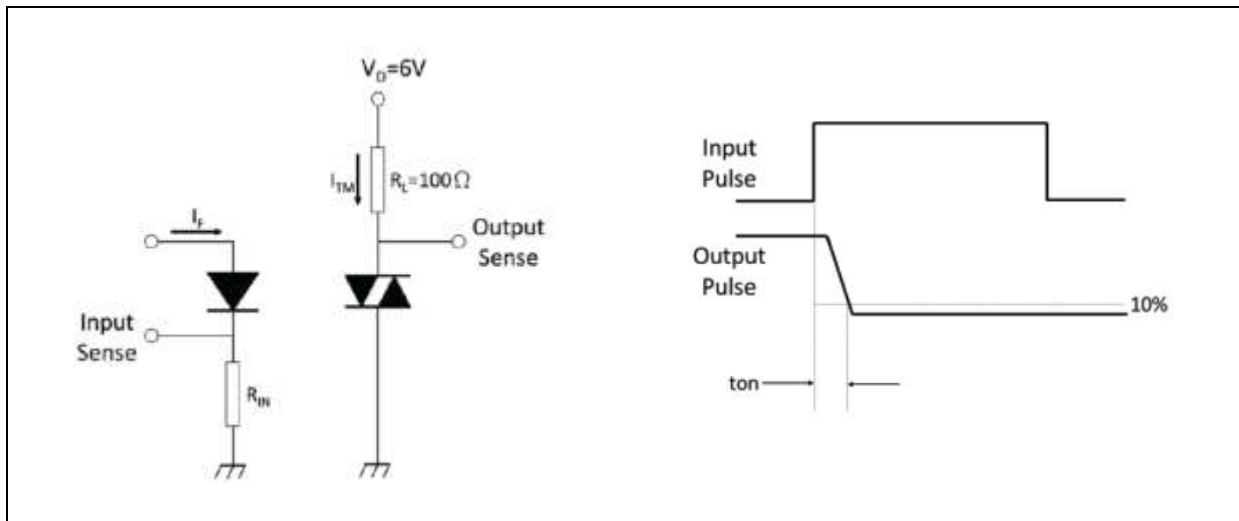 V_D=6V
I_TM
R_L=100Ω
I_F
Output
Sense
Input
Sense
R_IN
Input
Pulse
Output
Pulse
10%
ton